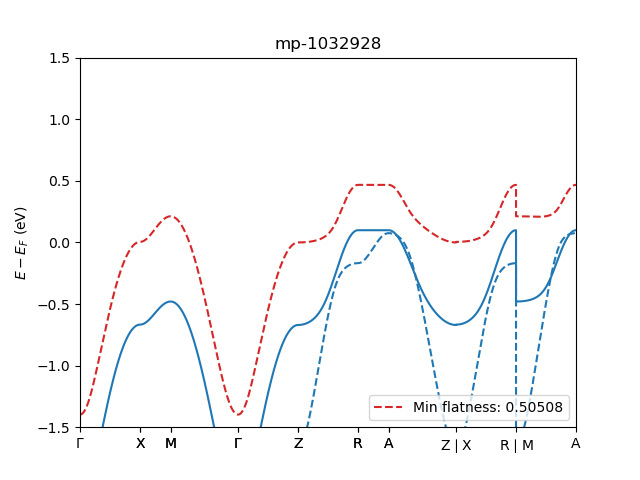 mp-1032928
E − E_F (eV)
1.5
1.0
0.5
0.0
−0.5
−1.0
−1.5
Min flatness: 0.50508
Γ X M Γ Z R A Z | X R | M A